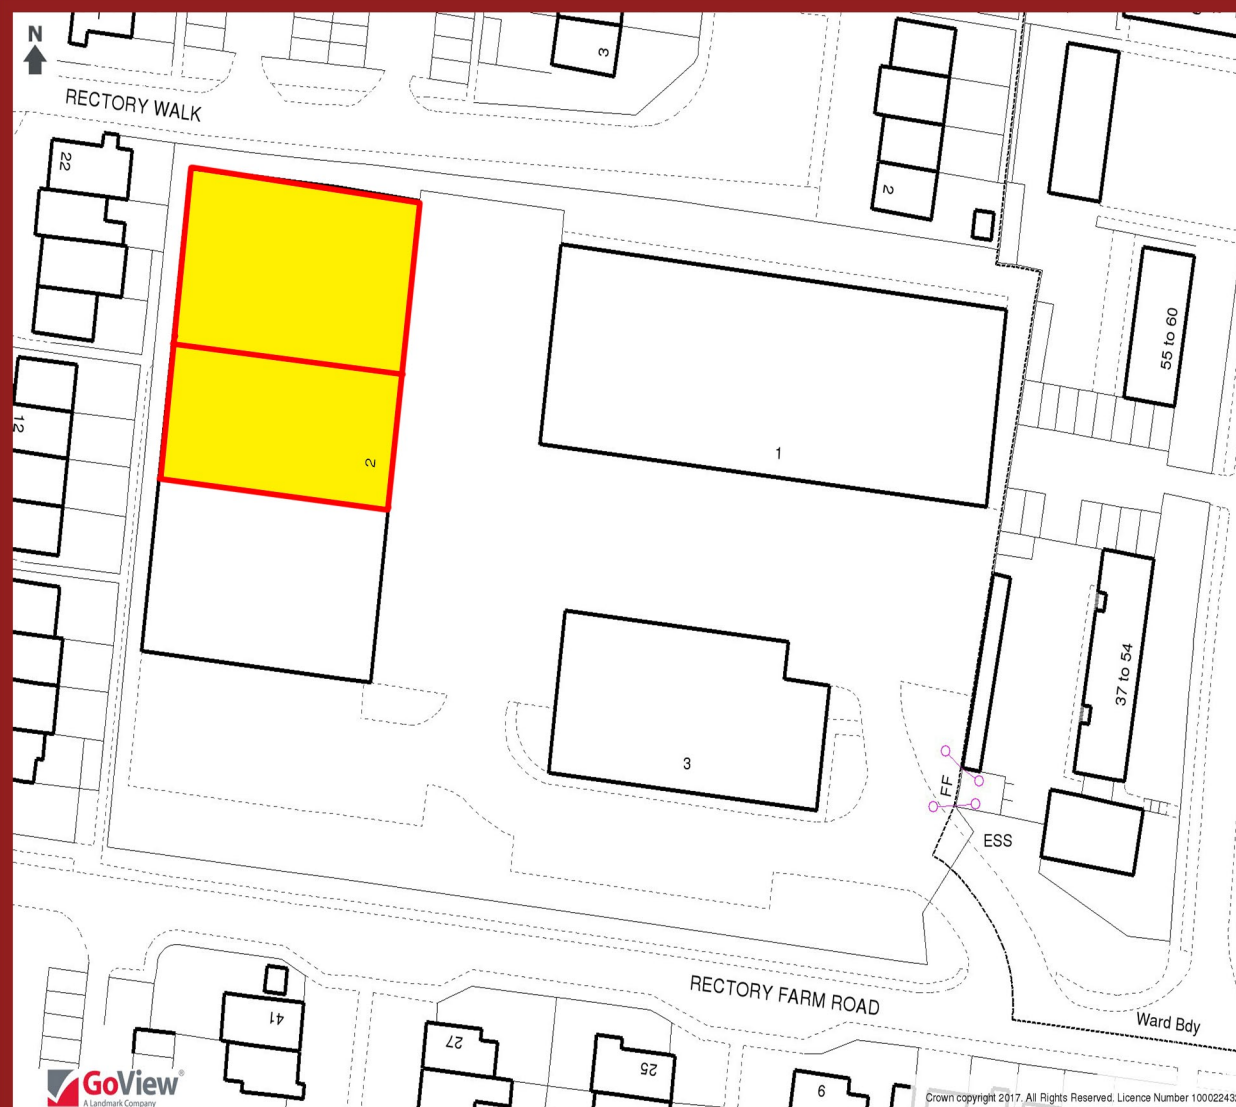 N
3
RECTORY WALK
22
2
55 to 60
12
2
1
37 to 54
3
FF
ESS
RECTORY FARM ROAD
41
27
25
9
Ward Bdy
GoView®
A Landmark Company
Crown copyright 2017. All Rights Reserved. Licence Number 10002243